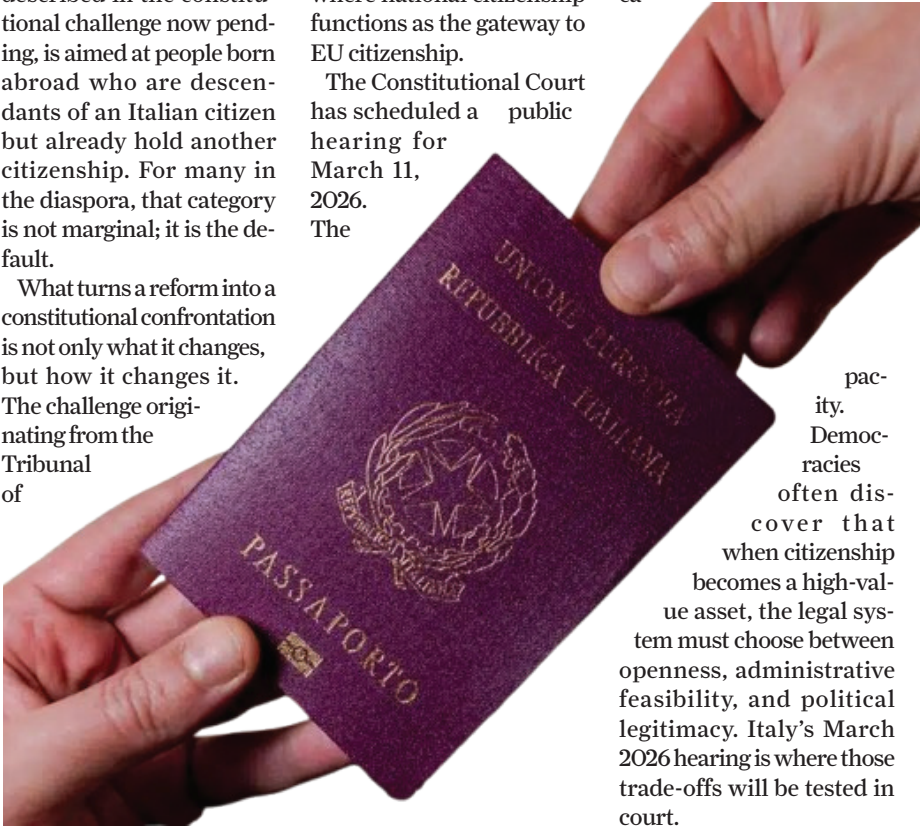 described in the constitu-
tional challenge now pend-
ing, is aimed at people born
abroad who are descen-
dants of an Italian citizen
but already hold another
citizenship. For many in
the diaspora, that category
is not marginal; it is the de-
fault.
What turns a reform into a
constitutional confrontation
is not only what it changes,
but how it changes it.
The challenge origi-
nating from the
Tribunal
of
where national citizenship
functions as the gateway to
EU citizenship.
The Constitutional Court
has scheduled a public
hearing for
March 11,
2026.
The
UNIONE EUROPEA
REPUBBLICA ITALIANA
PASSAPORTO
pac-
ity.
Democ-
racies
often dis-
cover that
when citizenship
becomes a high-val-
ue asset, the legal sys-
tem must choose between
openness, administrative
feasibility, and political
legitimacy. Italy's March
2026 hearing is where those
trade-offs will be tested in
court.